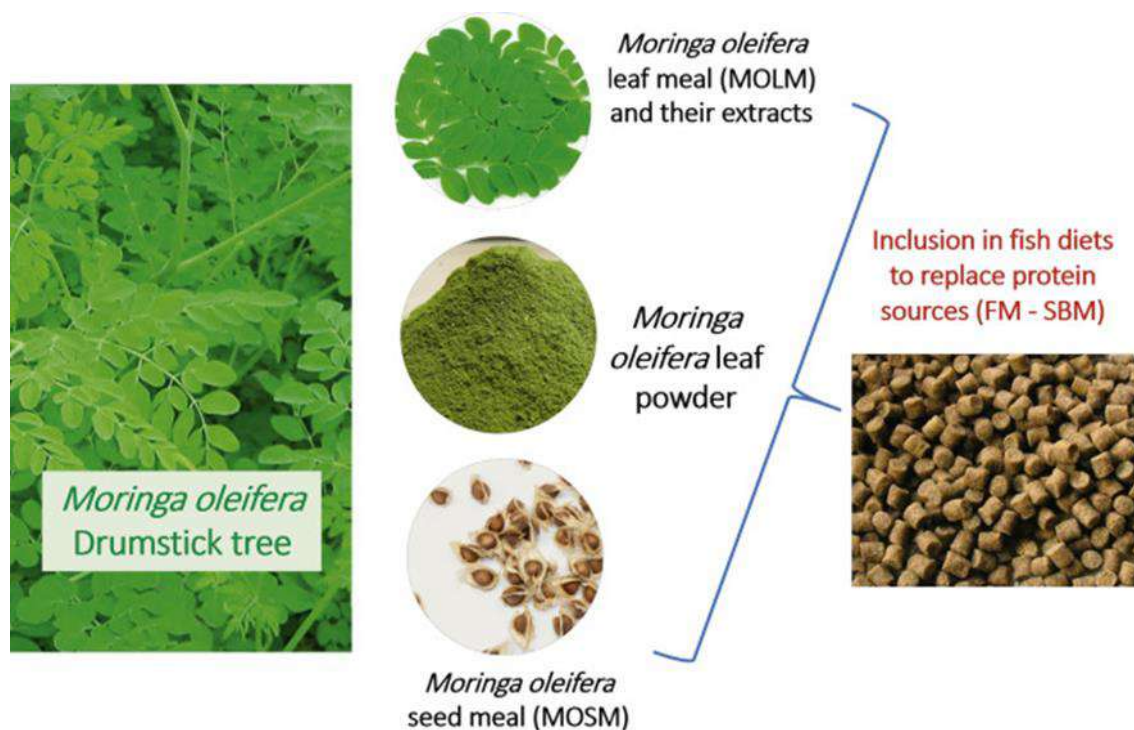 Moringa oleifera
leaf meal (MOLM)
and their extracts
Inclusion in fish diets
to replace protein
sources (FM - SBM)
Moringa
oleifera leaf
powder
Moringa oleifera
Drumstick tree
Moringa oleifera
seed meal (MOSM)